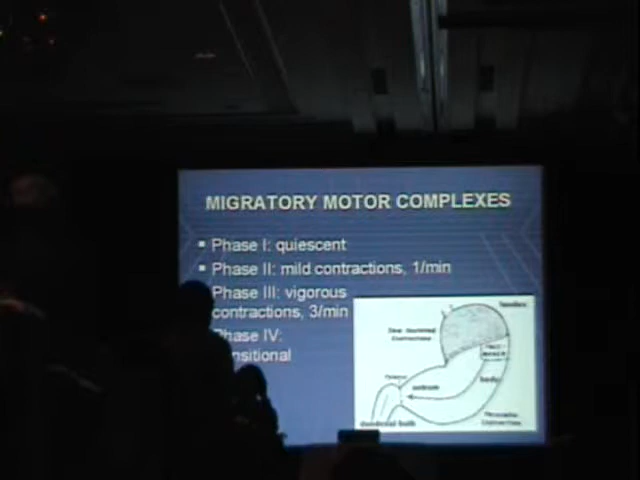 MIGRATORY MOTOR COMPLEXES
Phase I: quiescent
Phase II: mild contractions, 1/min
Phase III: vigorous
contractions, 3/min
Phase IV:
nsitional
fundus
antrum
body
duodenal bulb